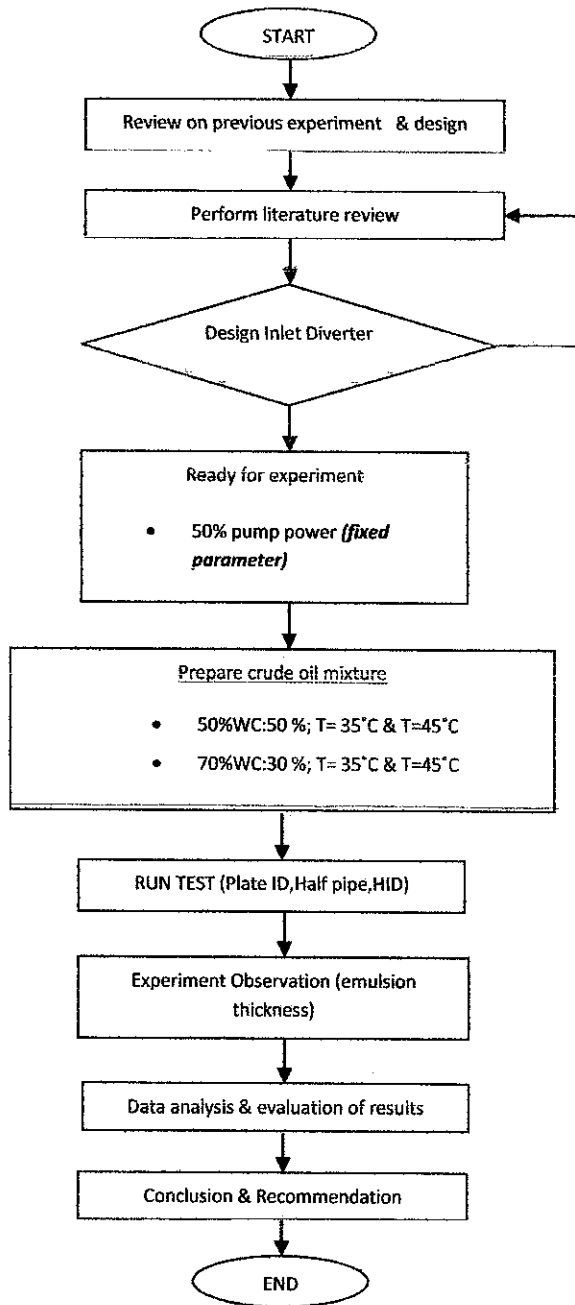 START
Review on previous experiment & design
Perform literature review
Design Inlet Diverter
Ready for experiment
• 50% pump power (fixed
parameter)
Prepare crude oil mixture
• 50%WC:50 %; T= 35˚C & T=45˚C
• 70%WC:30 %; T= 35˚C & T=45˚C
RUN TEST (Plate ID,Half pipe,HID)
Experiment Observation (emulsion
thickness)
Data analysis & evaluation of results
Conclusion & Recommendation
END